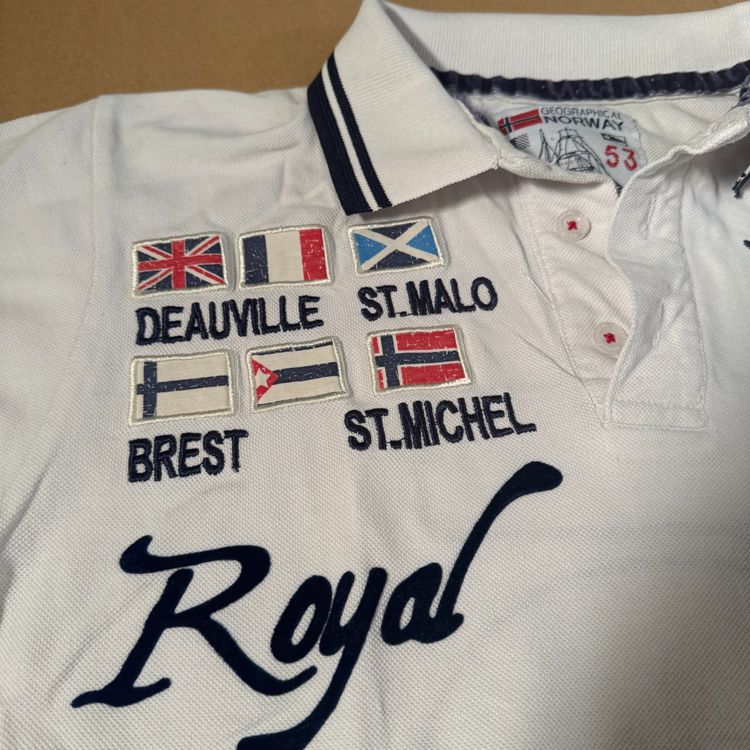 GEOGRAPHICAL
NORWAY
53
DEAUVILLE
ST.MALO
BREST
ST.MICHEL
Royal